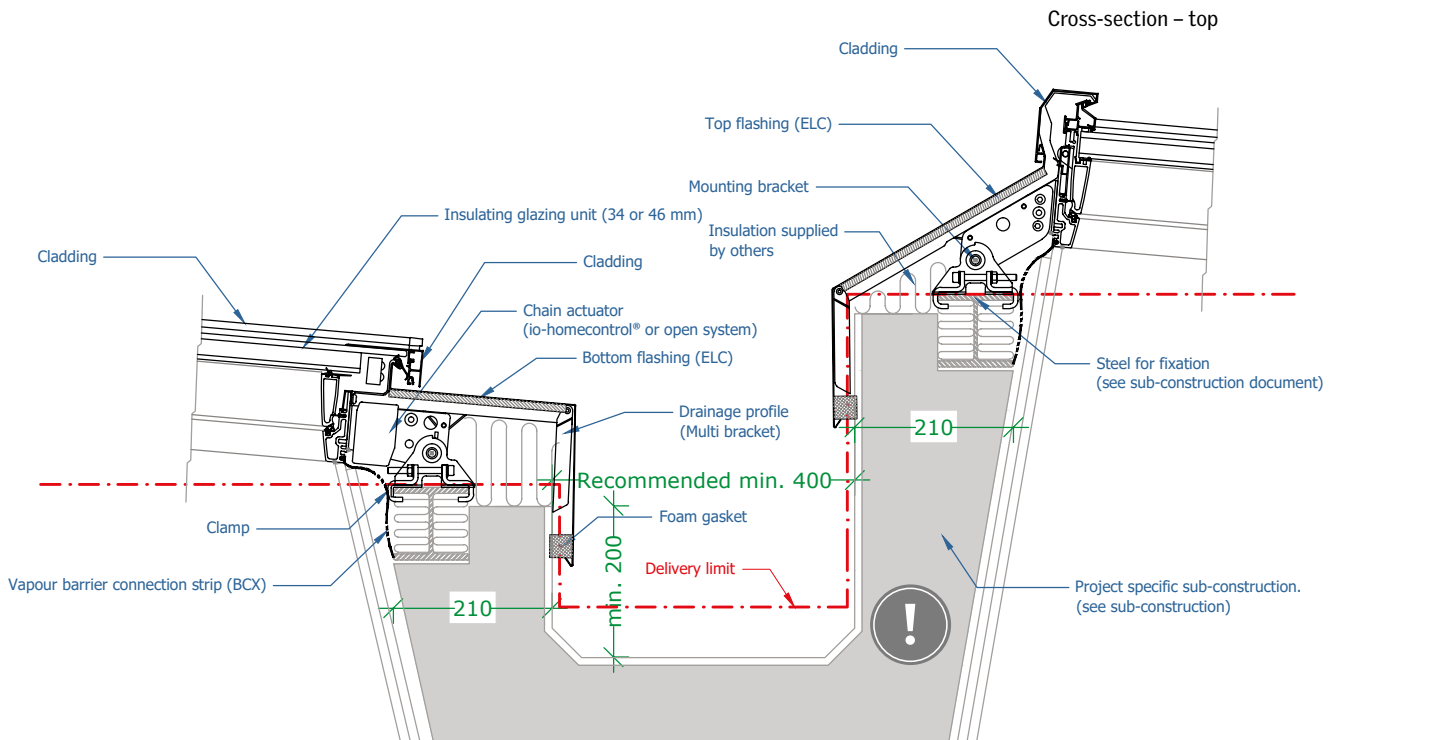 Cross-section – top
Cladding
Top flashing (ELC)
Mounting bracket
Insulating glazing unit (34 or 46 mm)
Insulation supplied
by others
Cladding
Cladding
Chain actuator
(io-homecontrol® or open system)
Bottom flashing (ELC)
Steel for fixation
(see sub-construction document)
Drainage profile
(Multi bracket)
210
Recommended min. 400
Foam gasket
Clamp
min. 200
Delivery limit
Vapour barrier connection strip (BCX)
210
Project specific sub-construction.
(see sub-construction)
!